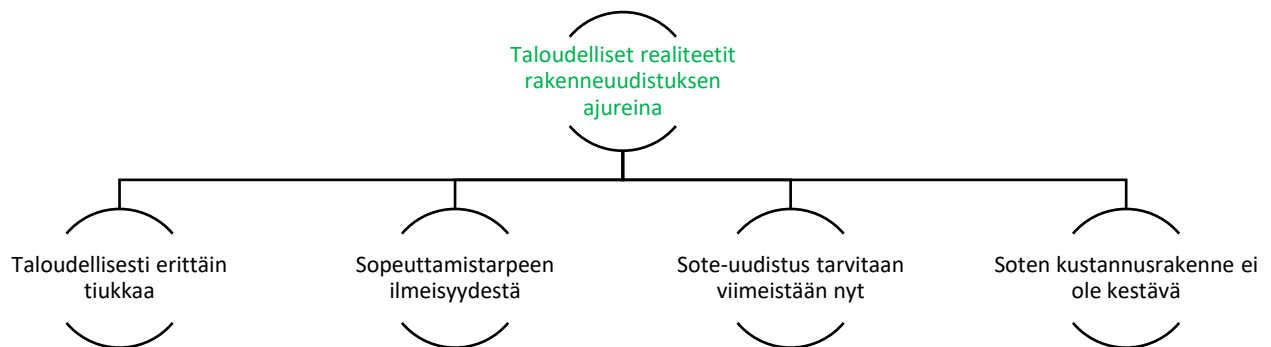 Taloudelliset realiteetit
rakenneuudistuksen
ajureina
Taloudellisesti erittäin
tiukkaa
Sopeuttamistarpeen
ilmeisyydestä
Sote-uudistus tarvitaan
viimeistään nyt
Soten kustannusrakenne ei
ole kestävä